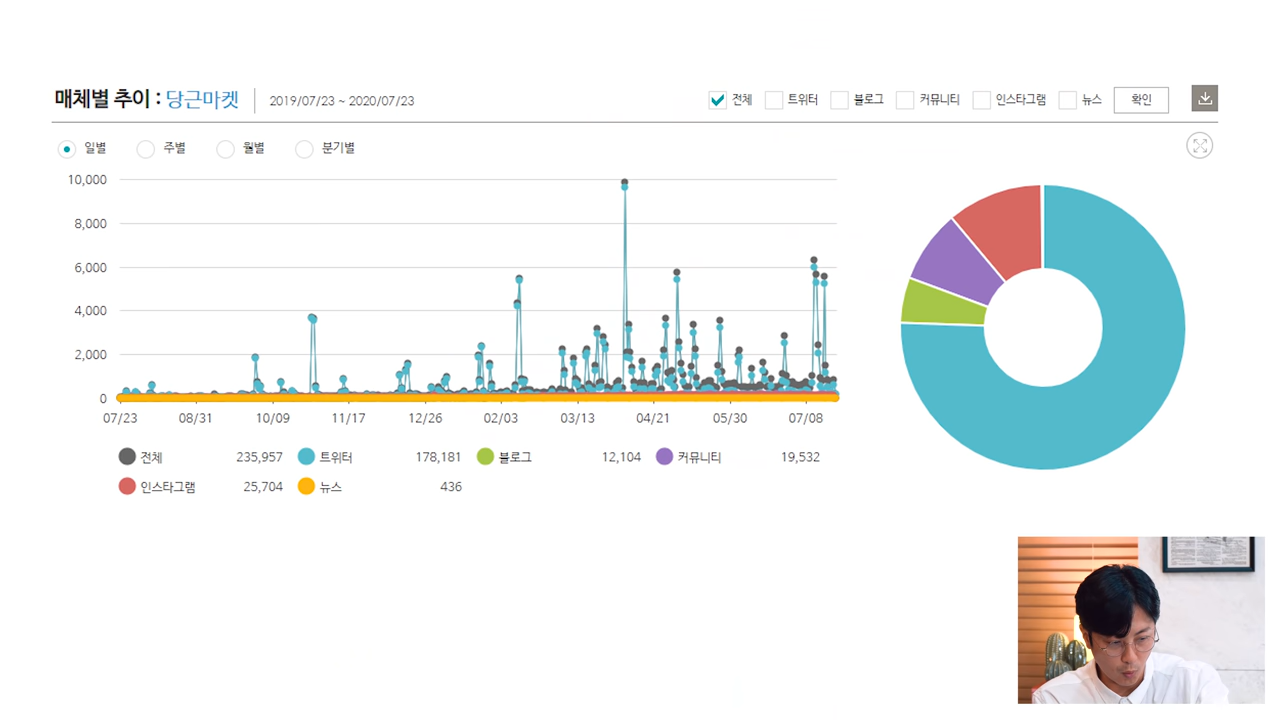 매체별 추이 : 당근마켓 2019/07/23 ~ 2020/07/23 전체 트위터 블로그 커뮤니티 인스타그램 뉴스 확인
일별 주별 월별 분기별
10,000
8,000
6,000
4,000
2,000
0
07/23 08/31 10/09 11/17 12/26 02/03 03/13 04/21 05/30 07/08
전체 235,957 트위터 178,181 블로그 12,104 커뮤니티 19,532
인스타그램 25,704 뉴스 436